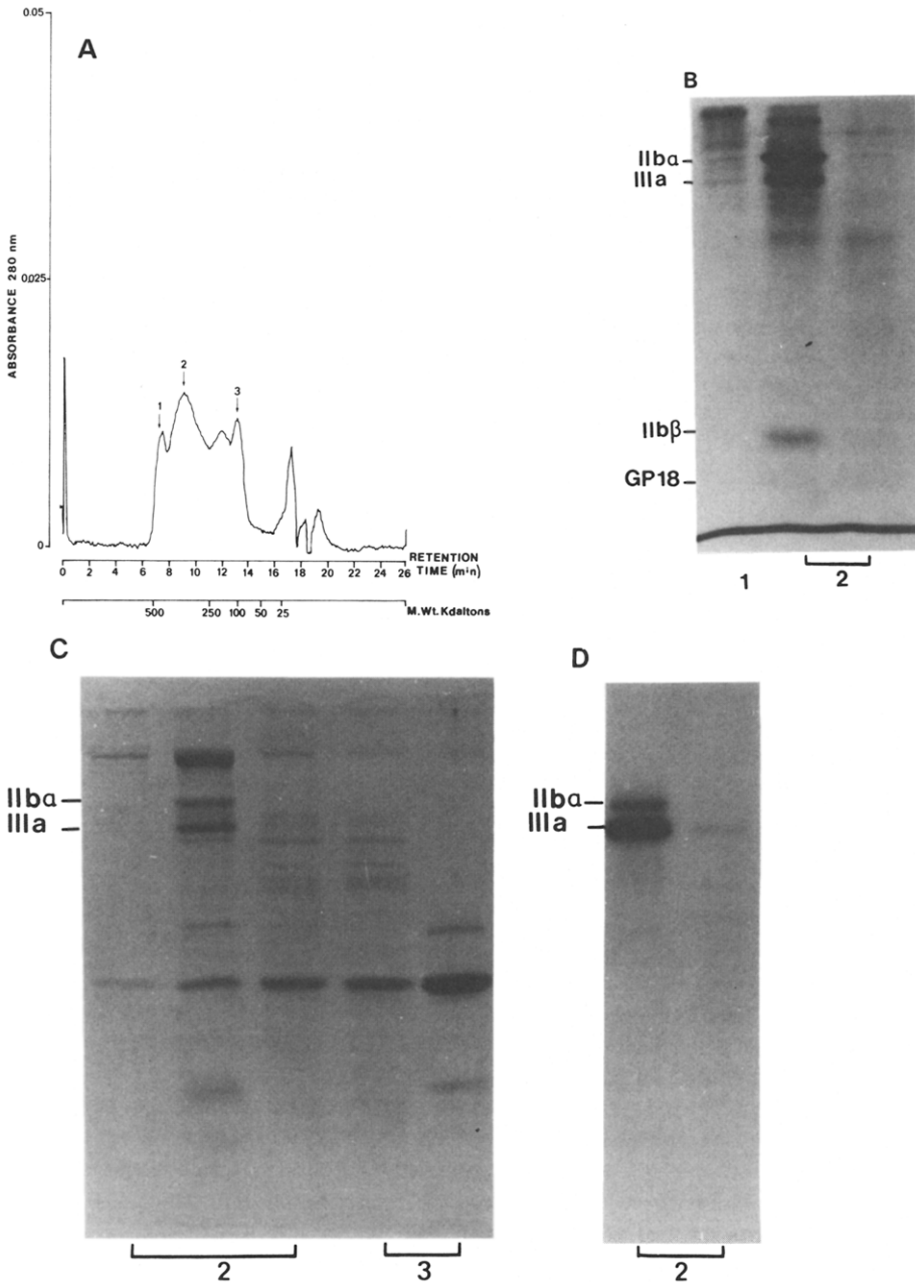 A
0.05
0.025
0
ABSORBANCE 280 nm
1
2
3
0 2 4 6 8 10 12 14 16 18 20 22 24 26
RETENTION
TIME (min)
500 250 100 50 25 M.Wt. Kdaltons
B
IIbα
IIIa
IIbβ
GP18
1 2
C
IIbα
IIIa
2 3
D
IIbα
IIIa
2